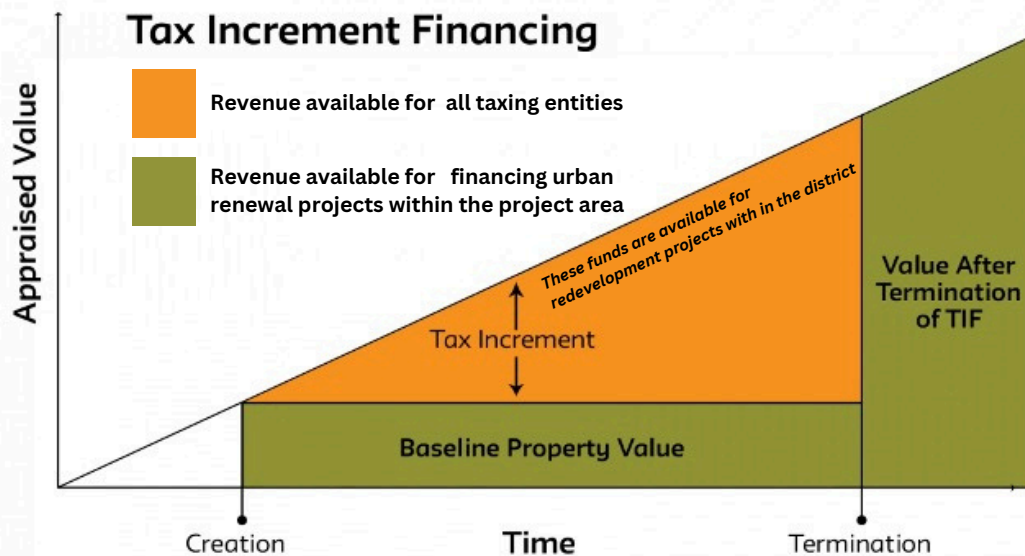 Tax Increment Financing
Revenue available for all taxing entities
Revenue available for financing urban
renewal projects within the project area
Appraised Value
These funds are available for
redevelopment projects with in the district
Tax Increment
Value After
Termination
of TIF
Baseline Property Value
Creation
Time
Termination